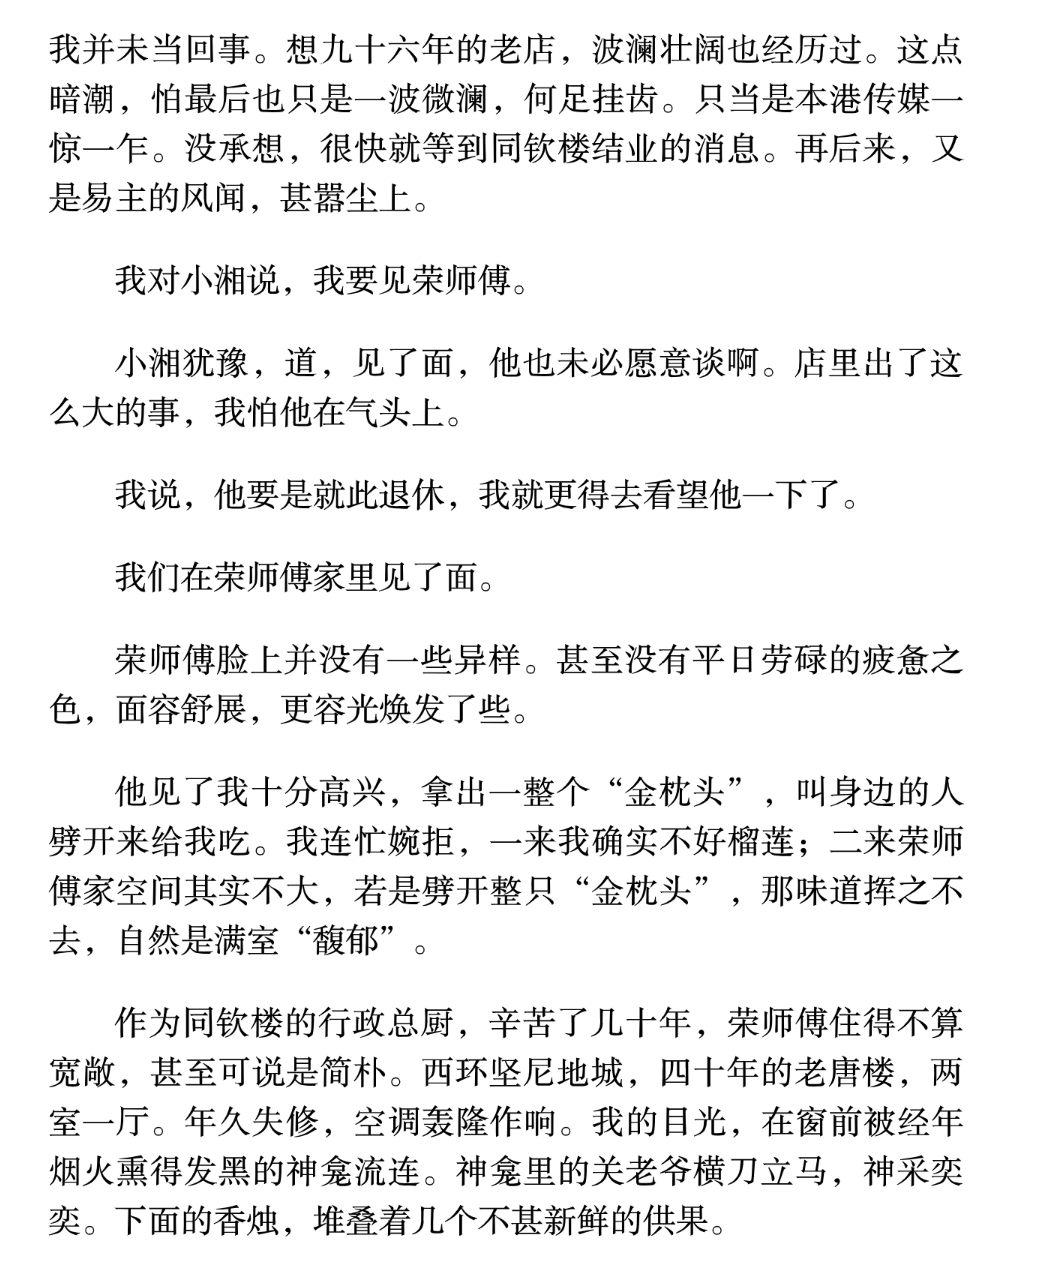 我并未当回事。想九十六年的老店，波澜壮阔也经历过。这点
暗潮，怕最后也只是一波微澜，何足挂齿。只当是本港传媒一
惊一乍。没承想，很快就等到同钦楼结业的消息。再后来，又
是易主的风闻，甚嚣尘上。
我对小湘说，我要见荣师傅。
小湘犹豫，道，见了面，他也未必愿意谈啊。店里出了这
么大的事，我怕他在气头上。
我说，他要是就此退休，我就更得去看望他一下了。
我们在荣师傅家里见了面。
荣师傅脸上并没有一些异样。甚至没有平日劳碌的疲惫之
色，面容舒展，更容光焕发了些。
他见了我十分高兴，拿出一整个“金枕头”，叫身边的人
劈开来给我吃。我连忙婉拒，一来我确实不好榴莲；二来荣师
傅家空间其实不大，若是劈开整只“金枕头”，那味道挥之不
去，自然是满室“馥郁”。
作为同钦楼的行政总厨，辛苦了几十年，荣师傅住得不算
宽敞，甚至可说是简朴。西环坚尼地城，四十年的老唐楼，两
室一厅。年久失修，空调轰隆作响。我的目光，在窗前被经年
烟火熏得发黑的神龛流连。神龛里的关老爷横刀立马，神采奕
奕。下面的香烛，堆叠着几个不甚新鲜的供果。